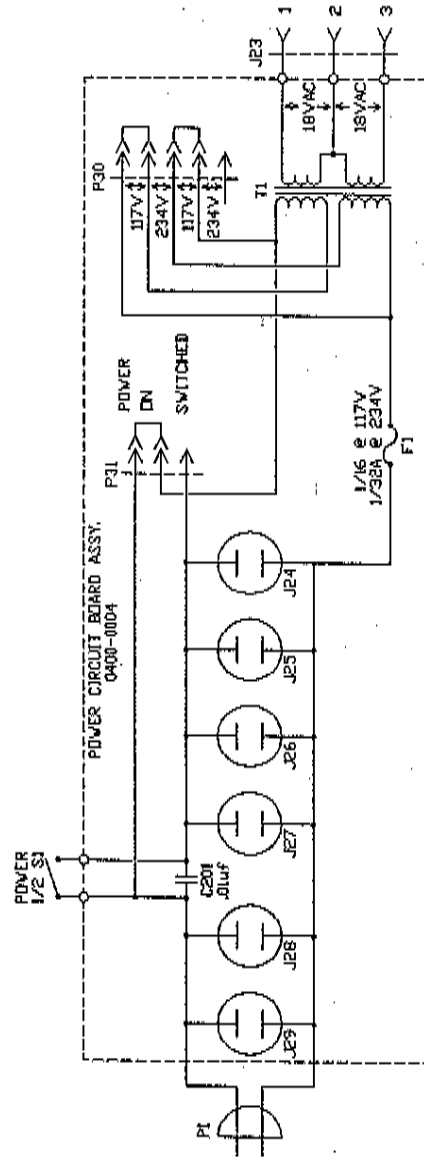 POWER CIRCUIT BOARD ASSY.
0400-0004
POWER
1/2 S1
P1
J29
J28
C201
.01uf
J27
J26
J25
J24
P31
POWER
ON
SWITCHED
F1
1/16 @ 117V
1/32A @ 234V
P30
117V
234V
117V
234V
T1
18VAC
18VAC
J23
1
2
3